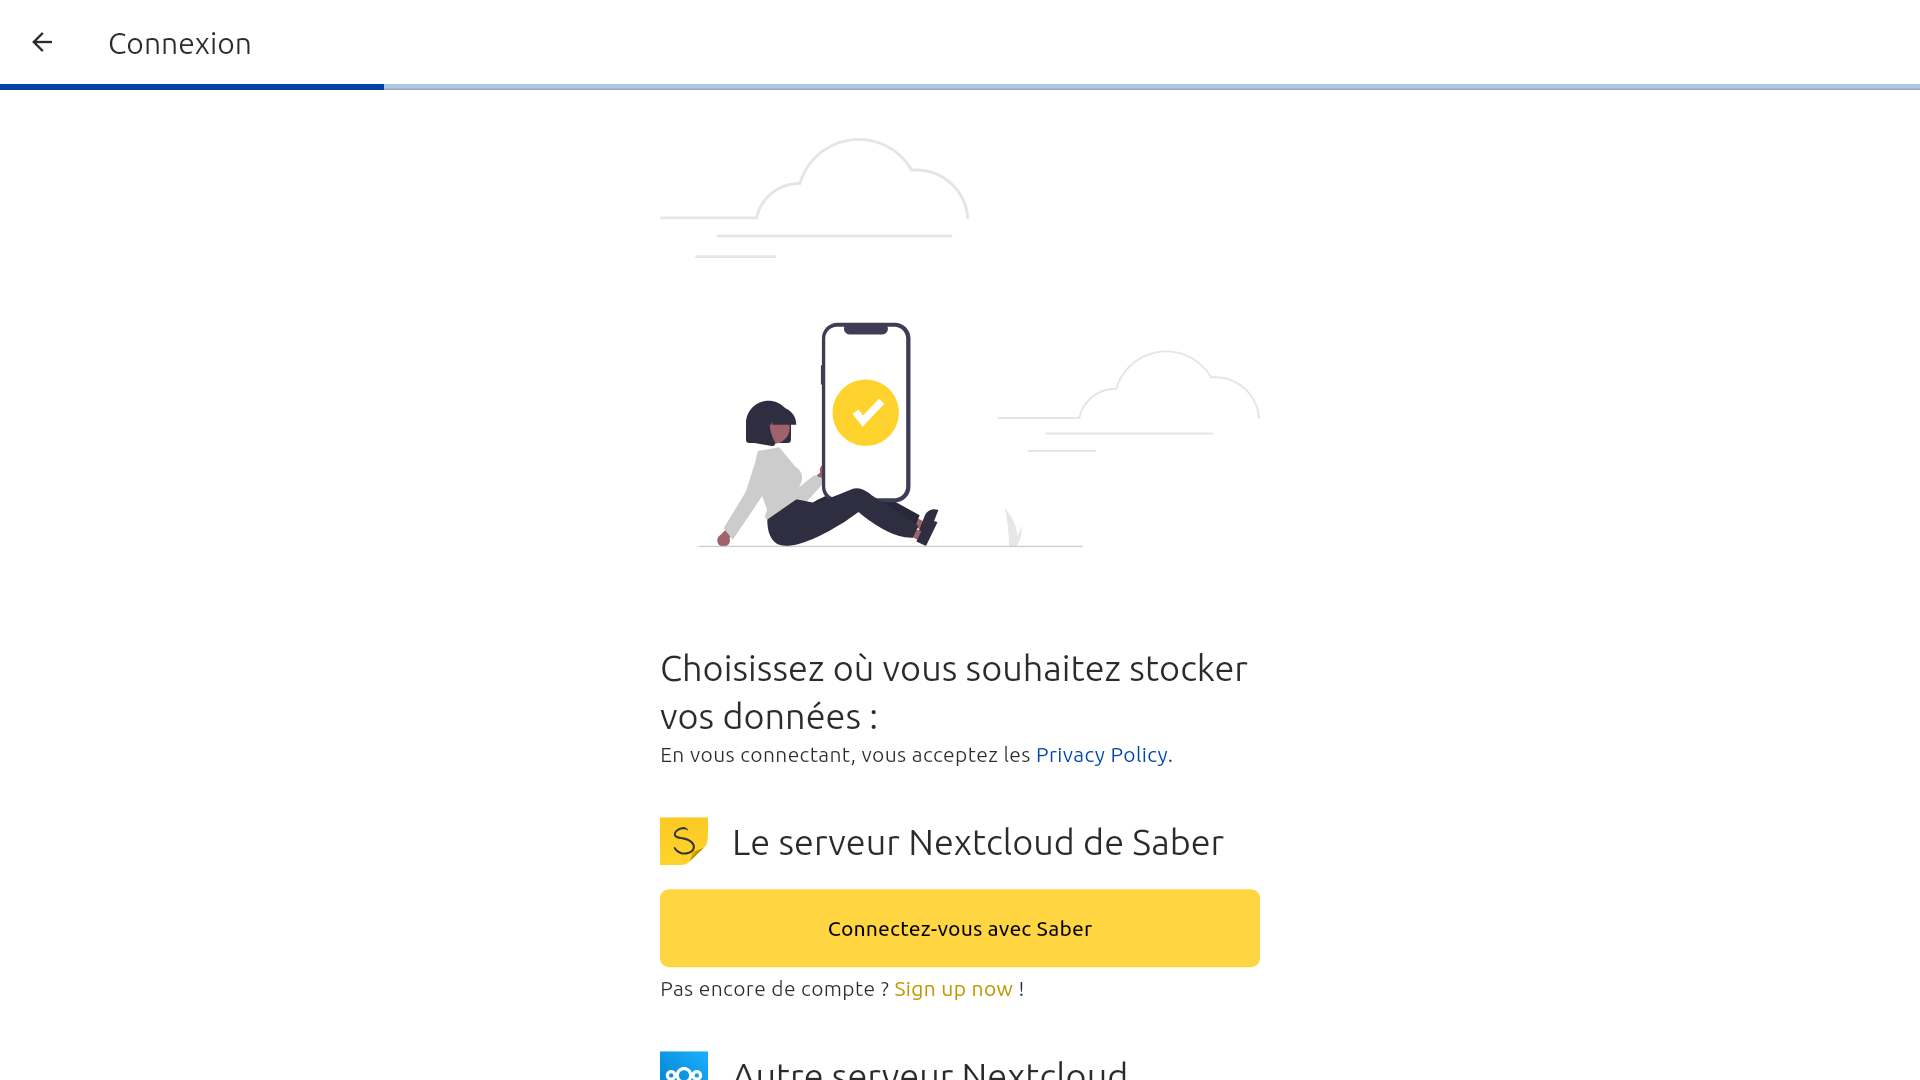 Connexion
Choisissez où vous souhaitez stocker
vos données :
En vous connectant, vous acceptez les Privacy Policy.
S
Le serveur Nextcloud de Saber
Connectez-vous avec Saber
Pas encore de compte ? Sign up now !
Autre serveur Nextcloud